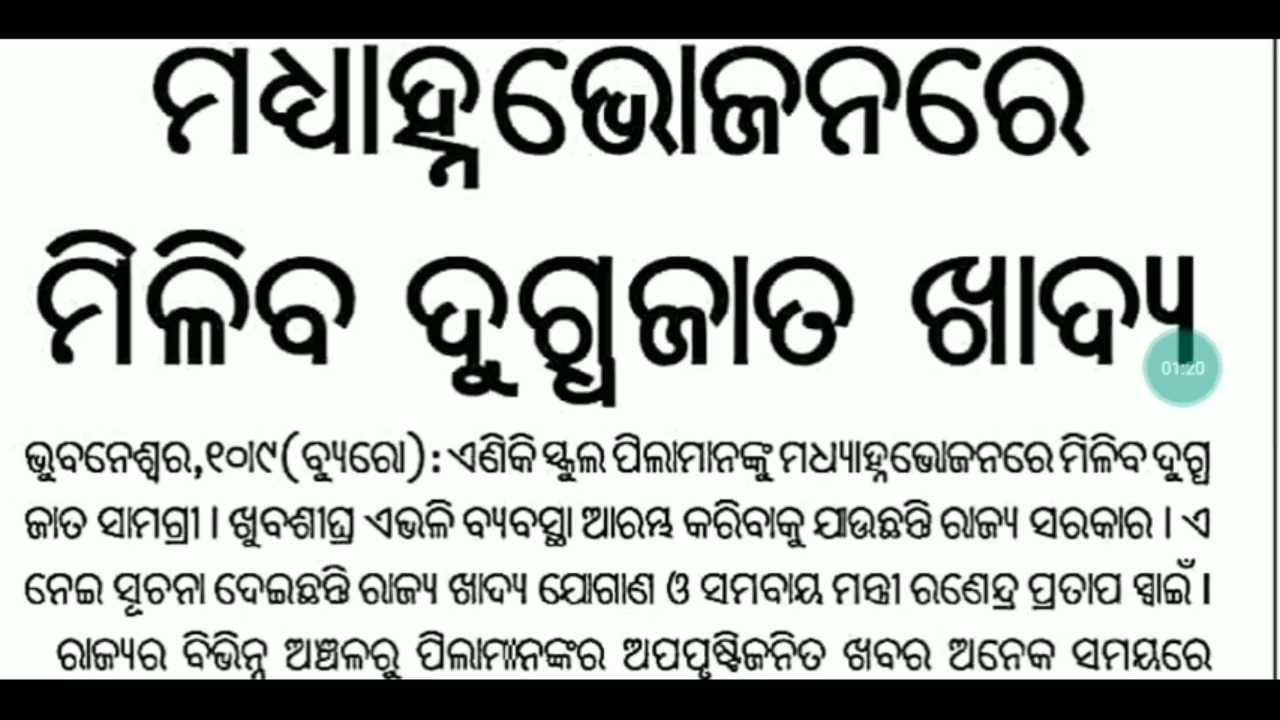 ମଧ୍ୟାହ୍ନଭୋଜନରେ
ମିଳିବ ଦୁଗ୍ଧଜାତ ଖାଦ୍ୟ
01:20
ଭୁବନେଶ୍ୱର,୧୦।୯(ବ୍ୟୁରୋ):ଏଣିକି ସ୍କୁଲ ପିଲାମାନଙ୍କୁ ମଧ୍ୟାହ୍ନଭୋଜନରେ ମିଳିବ ଦୁଗ୍ଧ
ଜାତ ସାମଗ୍ରୀ । ଖୁବଶୀଘ୍ର ଏଭଳି ବ୍ୟବସ୍ଥା ଆରମ୍ଭ କରିବାକୁ ଯାଉଛନ୍ତି ରାଜ୍ୟ ସରକାର । ଏ
ନେଇ ସୂଚନା ଦେଇଛନ୍ତି ରାଜ୍ୟ ଖାଦ୍ୟ ଯୋଗାଣ ଓ ସମବାୟ ମନ୍ତ୍ରୀ ରଣେନ୍ଦ୍ର ପ୍ରତାପ ସ୍ୱାଇଁ ।
ରାଜ୍ୟର ବିଭିନ୍ନ ଅଞ୍ଚଳରୁ ପିଲାମାନଙ୍କର ଅପପୃଷ୍ଟିଜନିତ ଖବର ଅନେକ ସମୟରେ